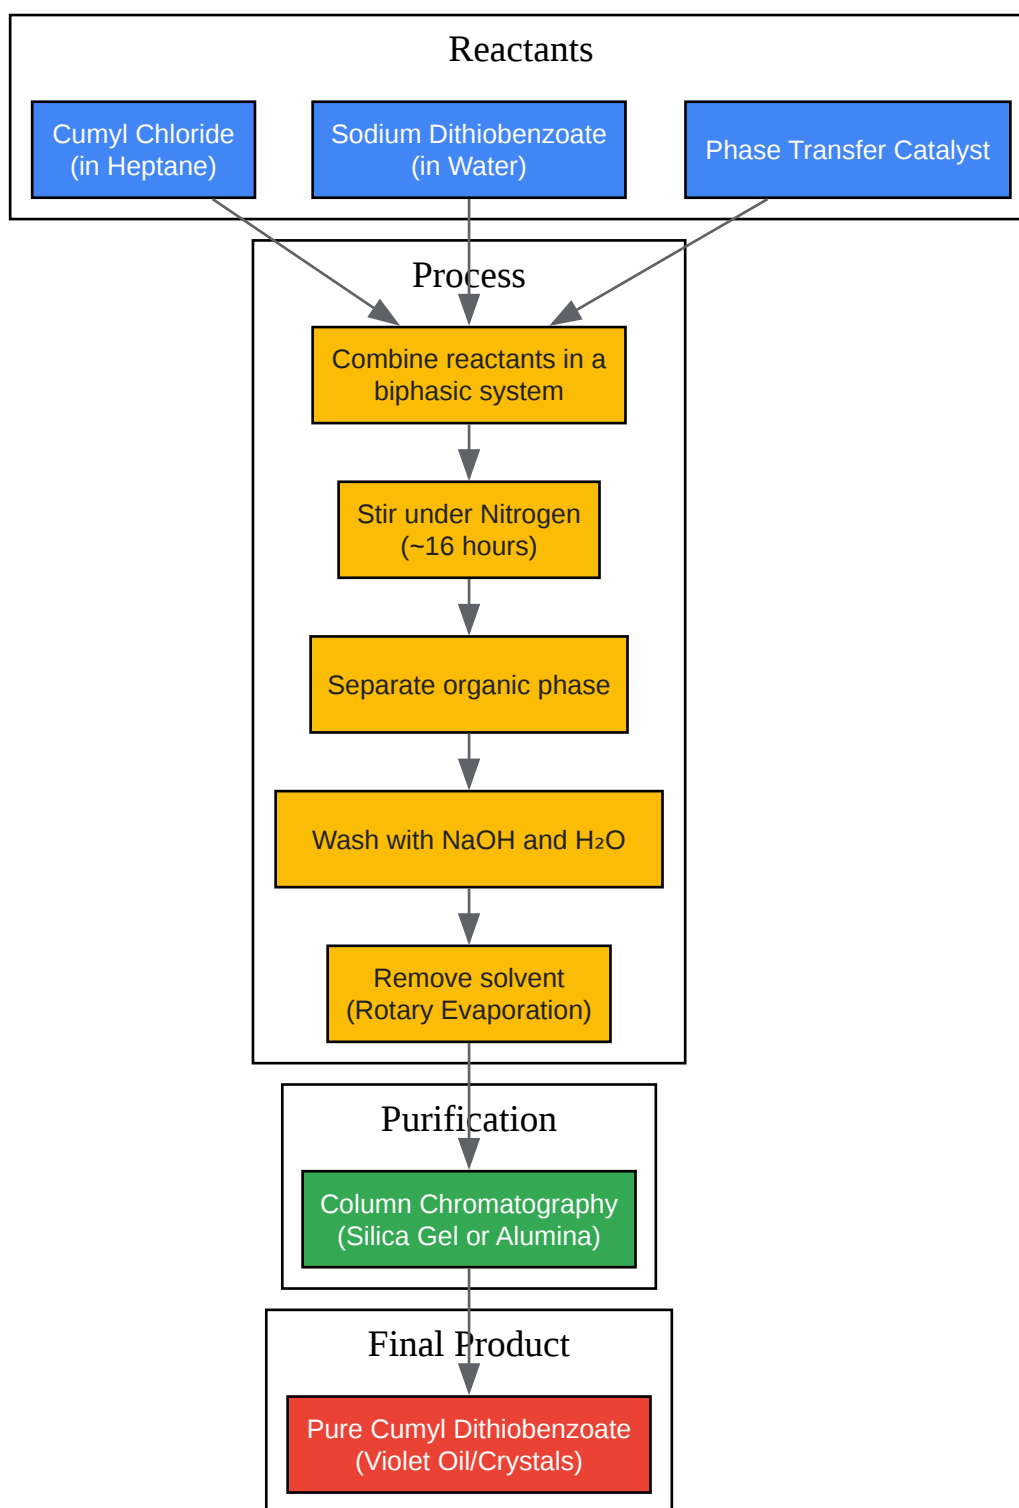 Reactants
Cumyl Chloride
(in Heptane)
Sodium Dithiobenzoate
(in Water)
Phase Transfer Catalyst
Process
Combine reactants in a
biphasic system
Stir under Nitrogen
(~16 hours)
Separate organic phase
Wash with NaOH and H₂O
Remove solvent
(Rotary Evaporation)
Purification
Column Chromatography
(Silica Gel or Alumina)
Final Product
Pure Cumyl Dithiobenzoate
(Violet Oil/Crystals)